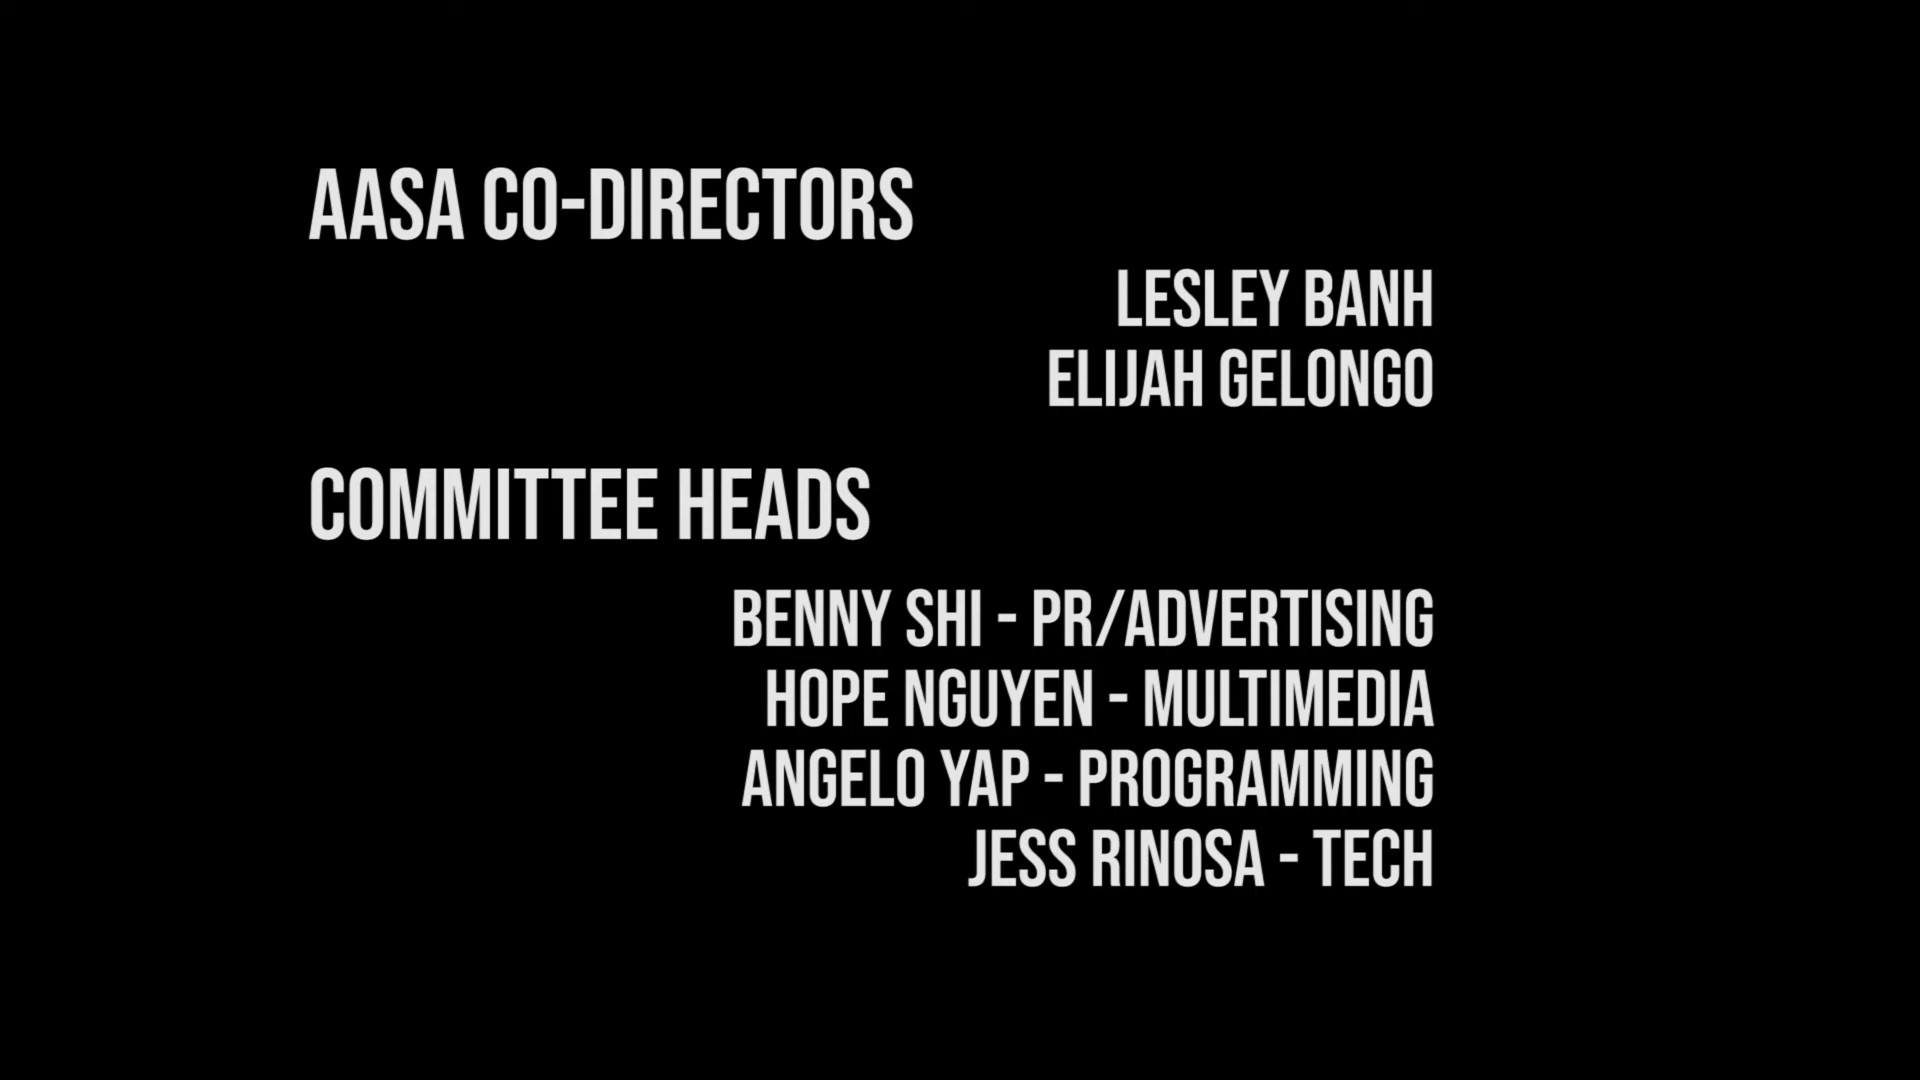 AASA CO-DIRECTORS
LESLEY BANH
ELIJAH GELONGO
COMMITTEE HEADS
BENNY SHI - PR/ADVERTISING
HOPE NGUYEN - MULTIMEDIA
ANGELO YAP - PROGRAMMING
JESS RINOSA - TECH